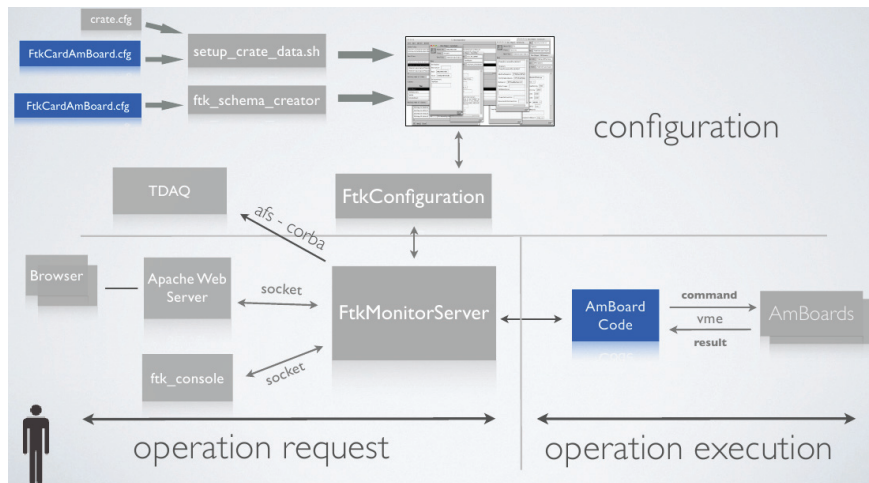 crate.cfg
FtkCardAmBoard.cfg
setup_crate_data.sh
FtkCardAmBoard.cfg
ftk_schema_creator
configuration
TDAQ
FtkConfiguration
afs - corba
Browser
Apache Web
Server
socket
FtkMonitorServer
AmBoard
Code
command
vme
result
AmBoards
ftk_console
socket
operation request
operation execution